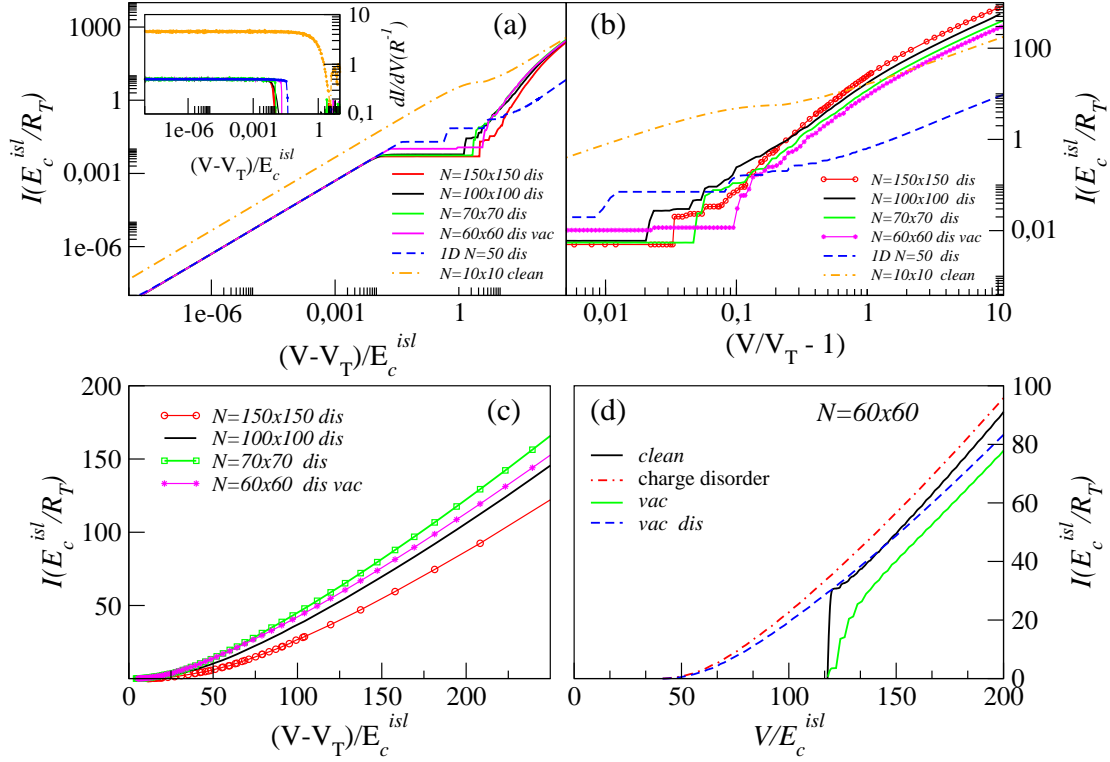 (a)
1000
1
0,001
1e-06
I(E_c^isl/R_T)
10
1
0,1
dI/dV(R^-1
1e-06
0,001
1
(V-V_T)/E_c^isl
N=150x150 dis
N=100x100 dis
N=70x70 dis
N=60x60 dis vac
1D N=50 dis
N=10x10 clean
1e-06
0,001
1
(V-V_T)/E_c^isl
(b)
100
1
0,01
I(E_c^isl/R_T)
N=150x150 dis
N=100x100 dis
N=70x70 dis
N=60x60 dis vac
1D N=50 dis
N=10x10 clean
0,01
0,1
1
10
(V/V_T - 1)
(c)
200
150
100
50
I(E_c^isl/R_T)
N=150x150 dis
N=100x100 dis
N=70x70 dis
N=60x60 dis vac
0
50
100
150
200
(V-V_T)/E_c^isl
(d)
N=60x60
clean
charge disorder
vac
vac dis
100
80
60
40
20
0
I(E_c^isl/R_T)
0
50
100
150
200
V/E_c^isl